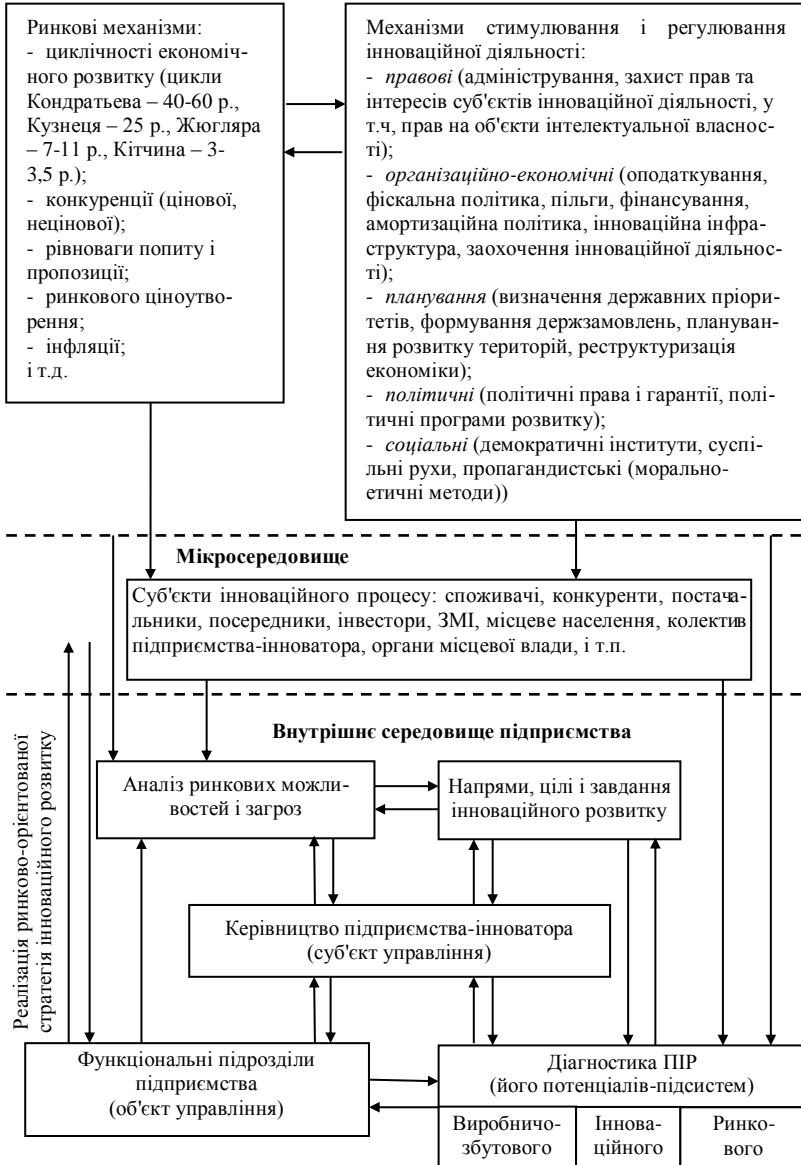 Ринкові механізми:
- циклічності економіч-
ного розвитку (цикли
Кондратьева – 40-60 р.,
Кузнеця – 25 р., Жюгляра
– 7-11 р., Кітчина – 3-
3,5 р.);
- конкуренції (цінової,
нецінової);
- рівноваги попиту і
пропозиції;
- ринкового ціноутво-
рення;
- інфляції;
і т.д.
Механізми стимулювання і регулювання
інноваційної діяльності:
- правові (адміністрування, захист прав та
інтересів суб'єктів інноваційної діяльності, у
т.ч, прав на об'єкти інтелектуальної власнос-
ті);
- організаційно-економічні (оподаткування,
фіскальна політика, пільги, фінансування,
амортизаційна політика, інноваційна інфра-
структура, заохочення інноваційної діяльнос-
ті);
- планування (визначення державних пріори-
тетів, формування держзамовлень, плануван-
ня розвитку територій, реструктуризація
економіки);
- політичні (політичні права і гарантії, полі-
тичні програми розвитку);
- соціальні (демократичні інститути, суспі-
льні рухи, пропагандистські (морально-
етичні методи))
Мікросередовище
Суб'єкти інноваційного процесу: споживачі, конкуренти, постача-
льники, посередники, інвестори, ЗМІ, місцеве населення, колектив
підприємства-інноватора, органи місцевої влади, і т.п.
Внутрішнє середовище підприємства
Аналіз ринкових можли-
востей і загроз
Напрями, цілі і завдання
інноваційного розвитку
Керівництво підприємства-інноватора
(суб'єкт управління)
Реалізація ринково-орієнтованої
стратегія інноваційного розвитку
Функціональні підрозділи
підприємства
(об'єкт управління)
Діагностика ПІР
(його потенціалів-підсистем)
Виробничо-
збутового
Іннова-
ційного
Ринко-
вого